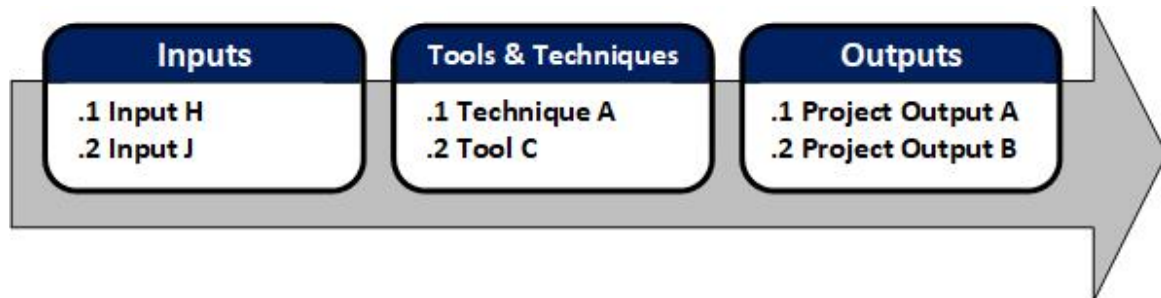 Inputs
.1 Input H
.2 Input J
Tools & Techniques
.1 Technique A
.2 Tool C
Outputs
.1 Project Output A
.2 Project Output B